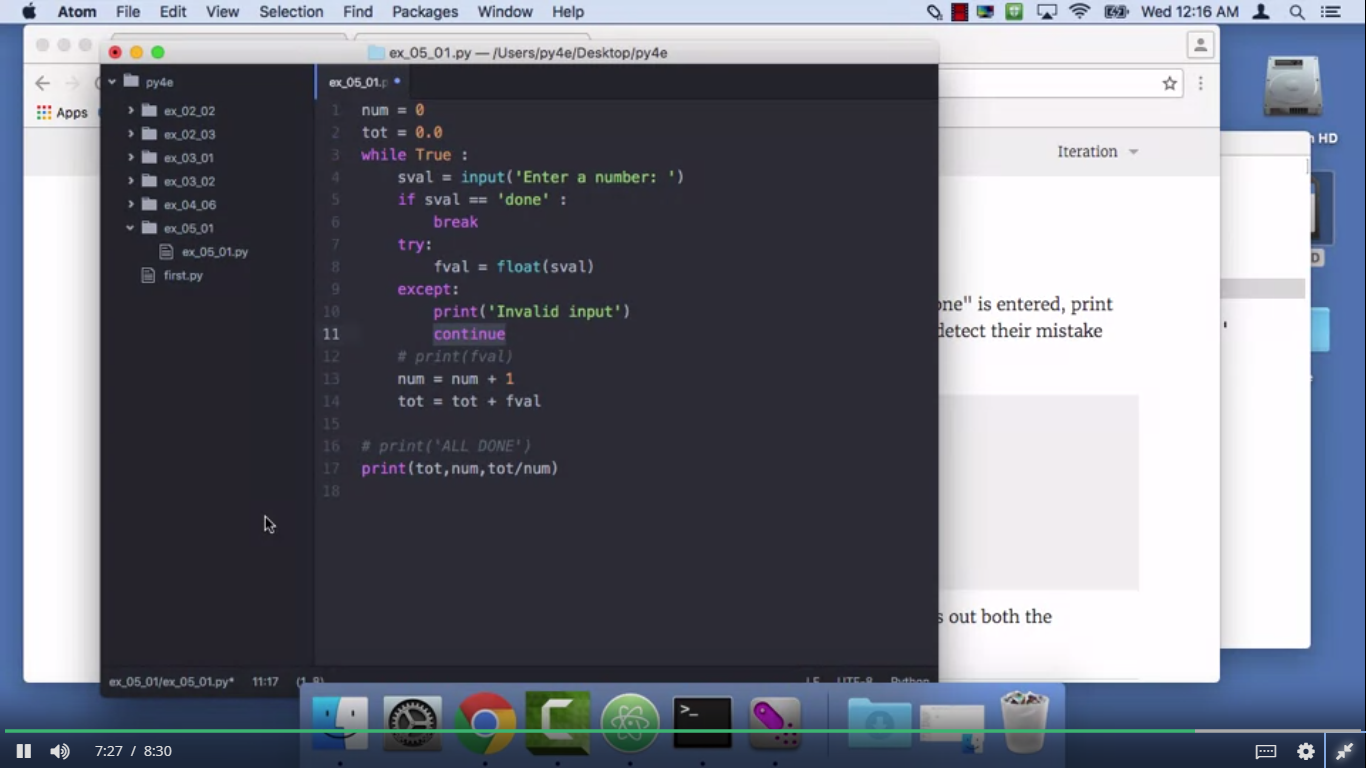 Atom File Edit View Selection Find Packages Window Help Wed 12:16 AM
ex_05_01.py — /Users/py4e/Desktop/py4e
Apps
py4e
ex_02_02
ex_02_03
ex_03_01
ex_03_02
ex_04_06
ex_05_01
ex_05_01.py
first.py
ex_05_01.p
1 num = 0
2 tot = 0.0
3 while True :
4     sval = input('Enter a number: ')
5     if sval == 'done' :
6         break
7     try:
8         fval = float(sval)
9     except:
10         print('Invalid input')
11         continue
12     # print(fval)
13     num = num + 1
14     tot = tot + fval
15
16 # print('ALL DONE')
17 print(tot,num,tot/num)
18
Iteration
HD
one" is entered, print
detect their mistake
s out both the
ex_05_01/ex_05_01.py* 11:17 (1, 8) LF UTF-8 Python
7:27 / 8:30